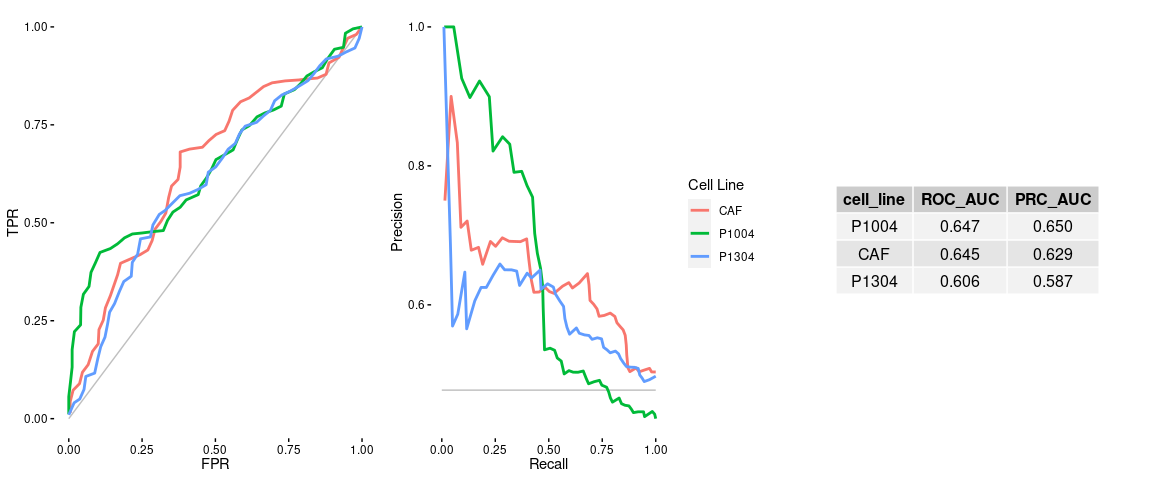 1.00
0.75
0.50
0.25
0.00
TPR
0.00 0.25 0.50 0.75 1.00
FPR
1.0
0.8
0.6
Precision
0.00 0.25 0.50 0.75 1.00
Recall
Cell Line
CAF
P1004
P1304
cell_line ROC_AUC PRC_AUC
P1004 0.647 0.650
CAF 0.645 0.629
P1304 0.606 0.587